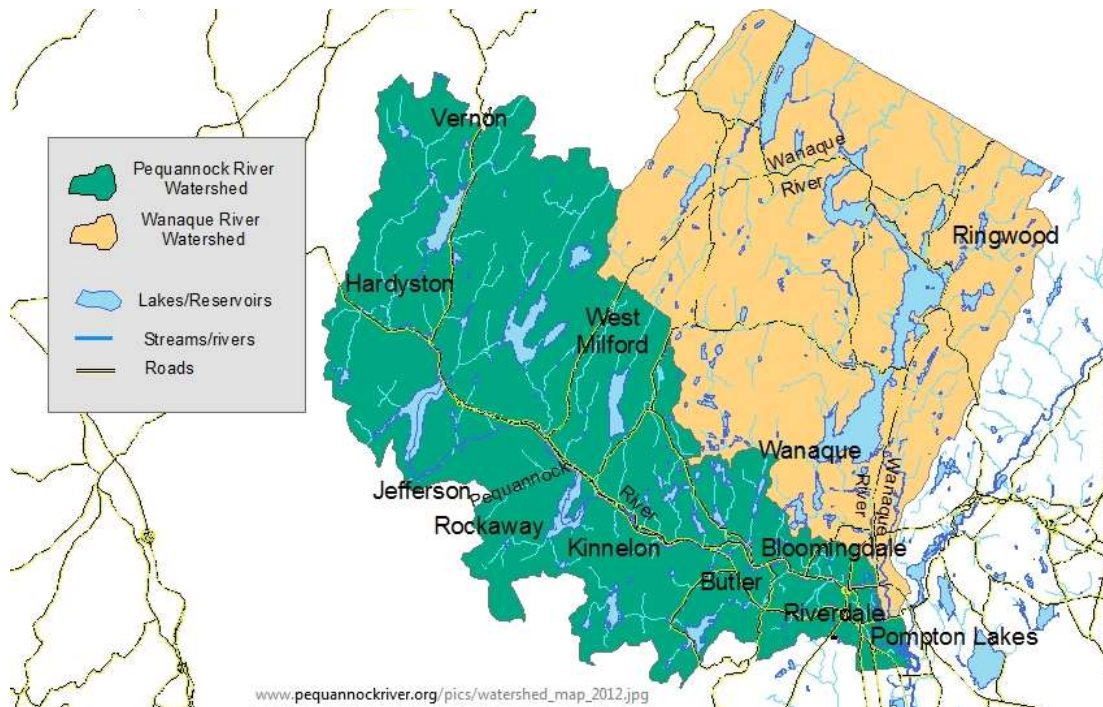 Pequannock River
Watershed
Wanaque River
Watershed
Lakes/Reservoirs
Streams/rivers
Roads
Vernon
Wanaque
River
Ringwood
Hardyston
West
Milford
Wanaque
Jefferson
Pequannock
River
Wanaque
River
Rockaway
Kinnelon
Bloomingdale
Butler
Riverdale
Pompton Lakes
www.pequannockriver.org/pics/watershed_map_2012.jpg